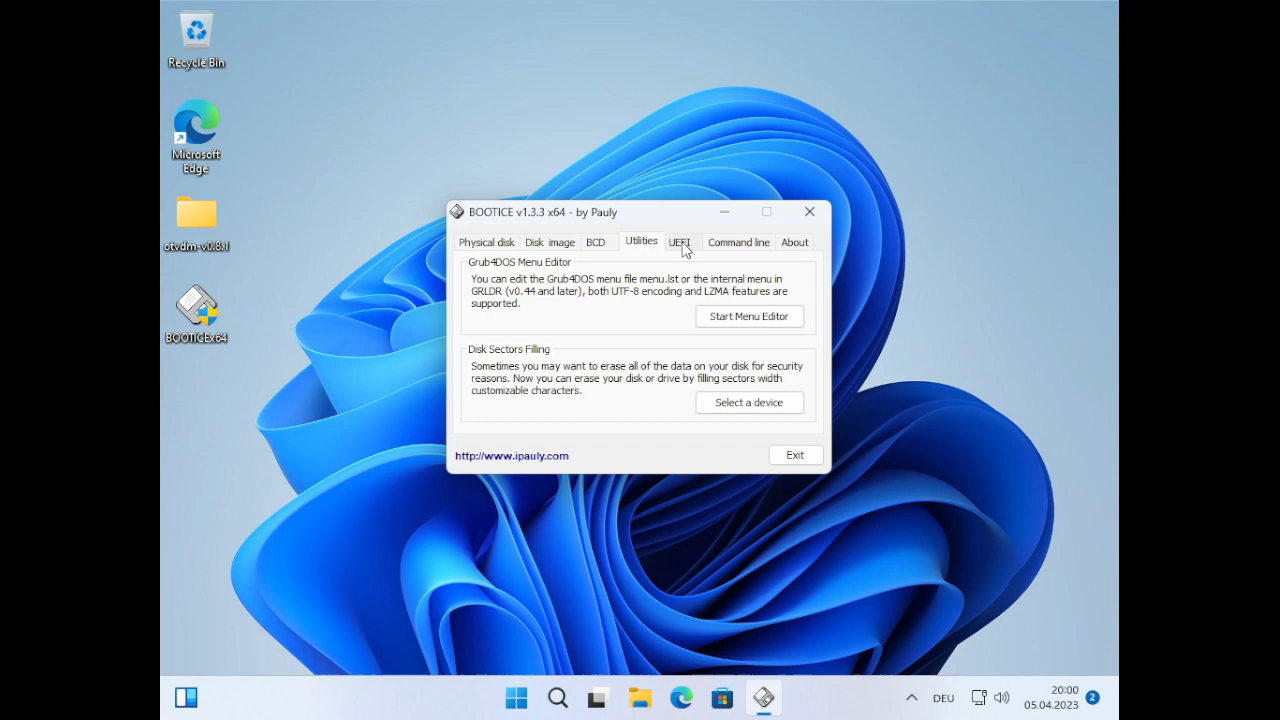 Recycle Bin
Microsoft
Edge
otvdm-v0.8.1
BOOTICEx64
BOOTICE v1.3.3 x64 - by Pauly
Physical disk Disk image BCD Utilities UEFI Command line About
Grub4DOS Menu Editor
You can edit the Grub4DOS menu file menu.lst or the internal menu in
GRLDR (v0.44 and later), both UTF-8 encoding and LZMA features are
supported.
Start Menu Editor
Disk Sectors Filling
Sometimes you may want to erase all of the data on your disk for security
reasons. Now you can erase your disk or drive by filling sectors width
customizable characters.
Select a device
http://www.ipauly.com
Exit
DEU
20:00
05.04.2023
2